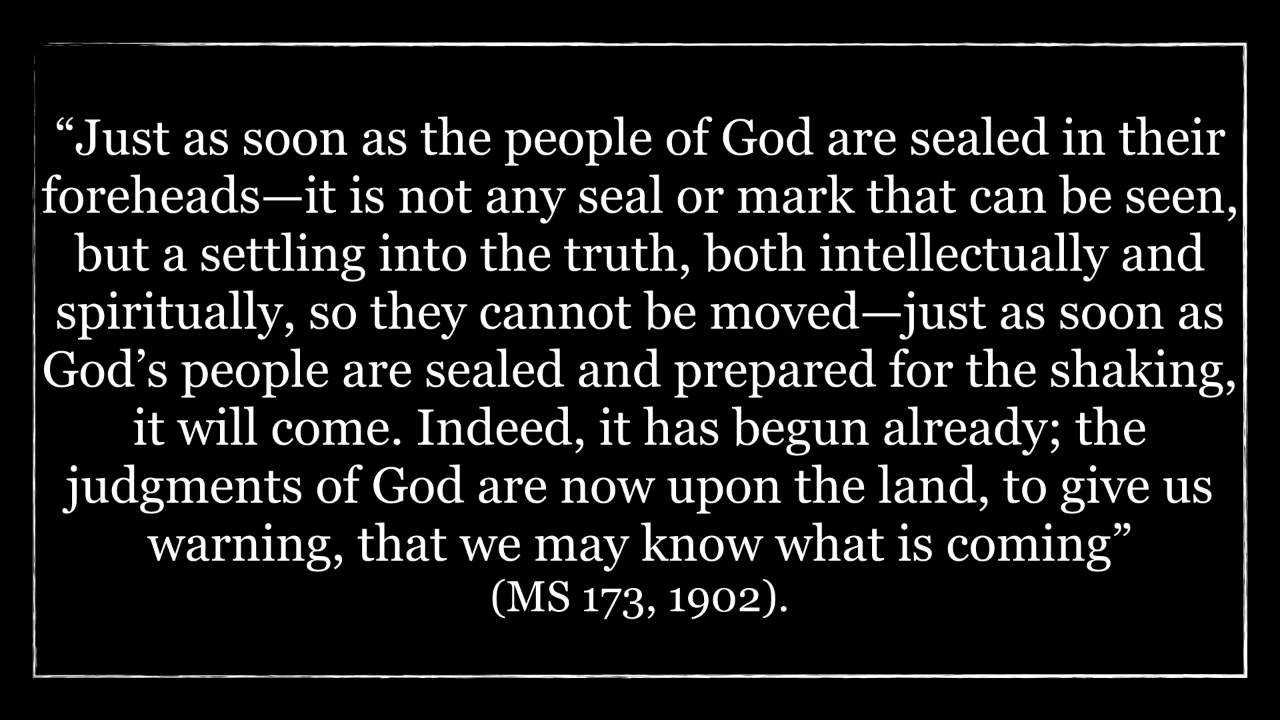 “Just as soon as the people of God are sealed in their
foreheads—it is not any seal or mark that can be seen,
but a settling into the truth, both intellectually and
spiritually, so they cannot be moved—just as soon as
God’s people are sealed and prepared for the shaking,
it will come. Indeed, it has begun already; the
judgments of God are now upon the land, to give us
warning, that we may know what is coming”
(MS 173, 1902).